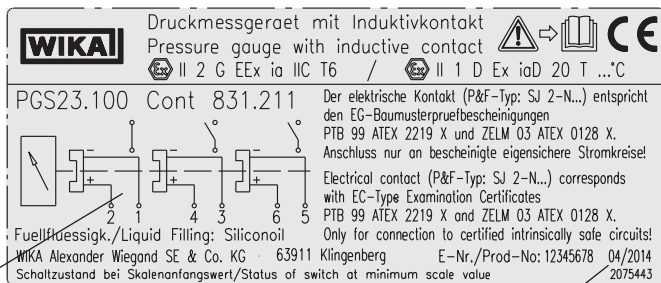 WIKA
Druckmessgeraet mit Induktivkontakt
Pressure gauge with inductive contact
Ex II 2 G EEx ia IIC T6 / Ex II 1 D Ex iaD 20 T ...°C
CE
PGS23.100 Cont 831.211
− + − + − +
2 1 4 3 6 5
Fuellfluessigk./Liquid Filling: Siliconoil
Der elektrische Kontakt (P&F-Typ: SJ 2-N...) entspricht
den EG-Baumusterpruefbescheinigungen
PTB 99 ATEX 2219 X und ZELM 03 ATEX 0128 X.
Anschluss nur an bescheinigte eigensichere Stromkreise!
Electrical contact (P&F-Typ: SJ 2-N...) corresponds
with EC-Type Examination Certificates
PTB 99 ATEX 2219 X and ZELM 03 ATEX 0128 X.
Only for connection to certified intrinsically safe circuits!
WIKA Alexander Wiegand SE & Co. KG · 63911 Klingenberg E-Nr./Prod-No: 12345678 04/2014
Schaltzustand bei Skalenanfangswert/Status of switch at minimum scale value 2075443